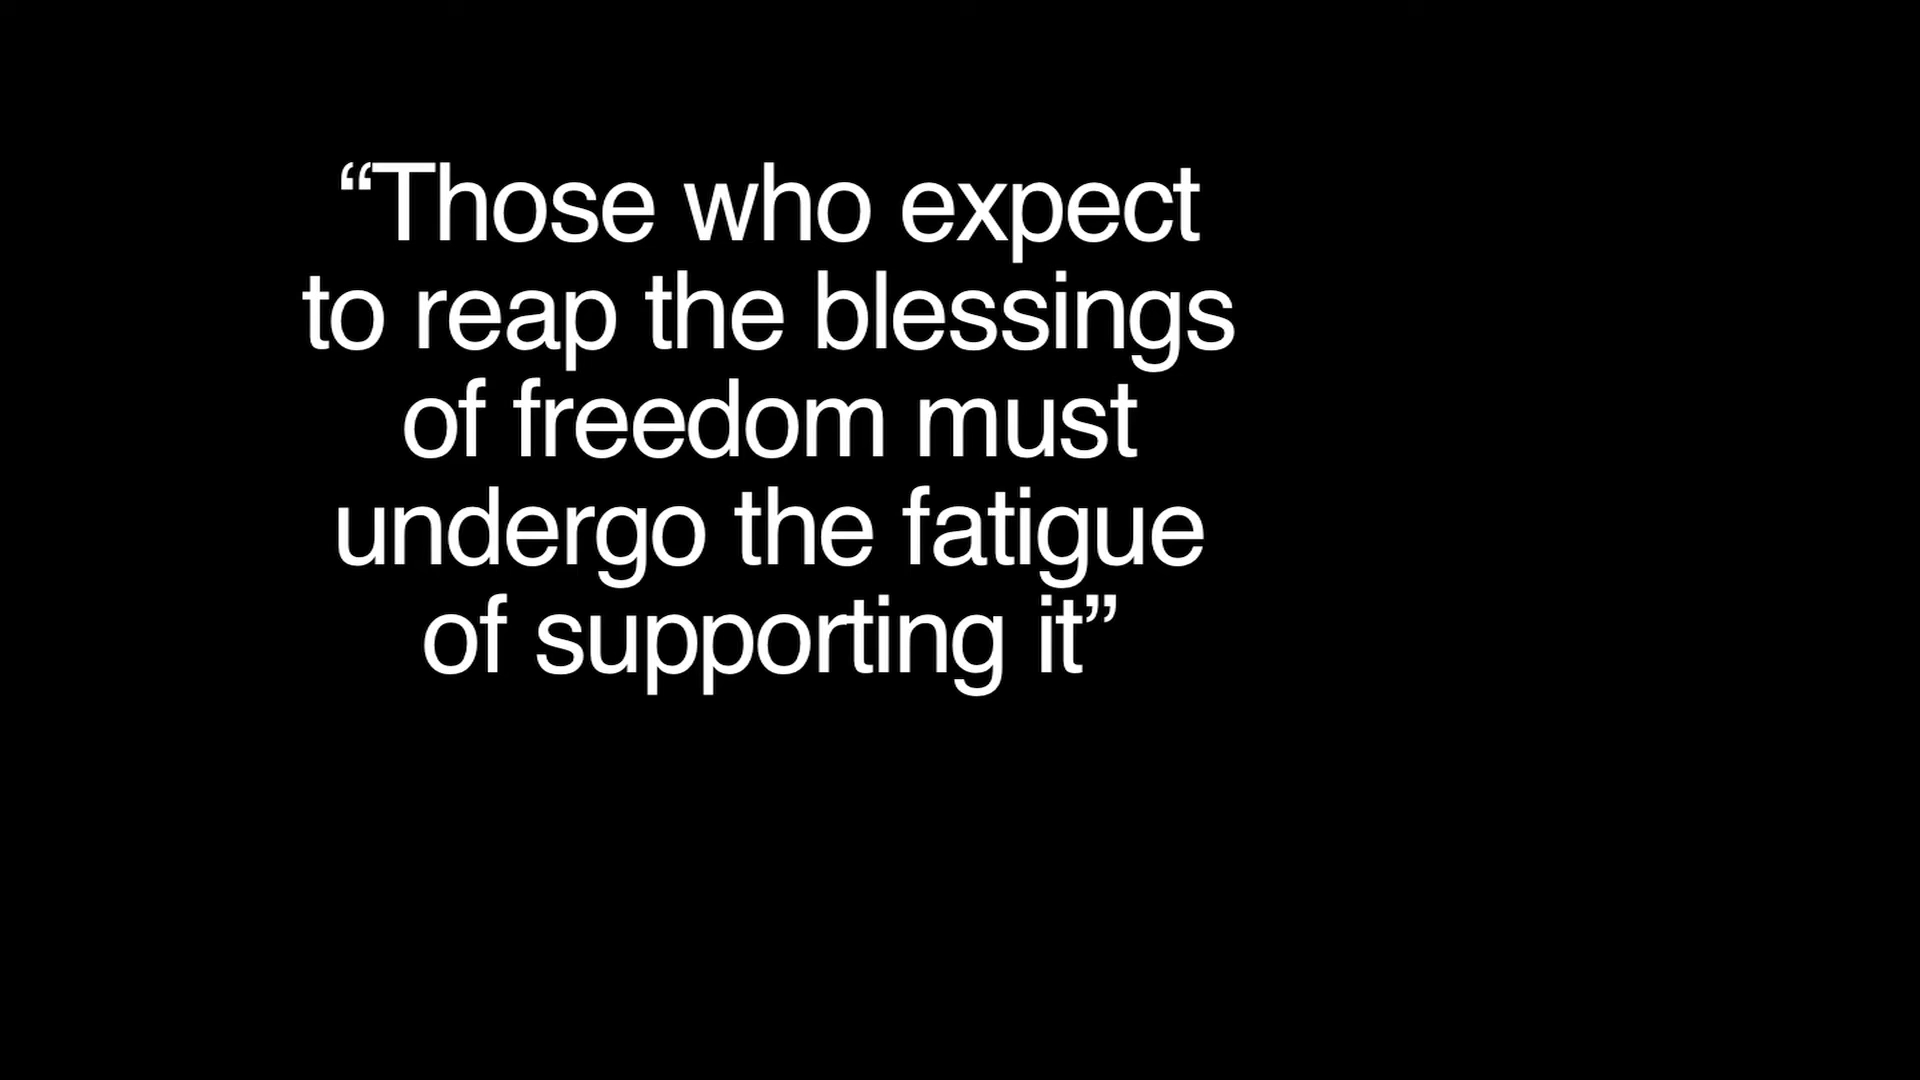 “Those who expect
to reap the blessings
of freedom must
undergo the fatigue
of supporting it”